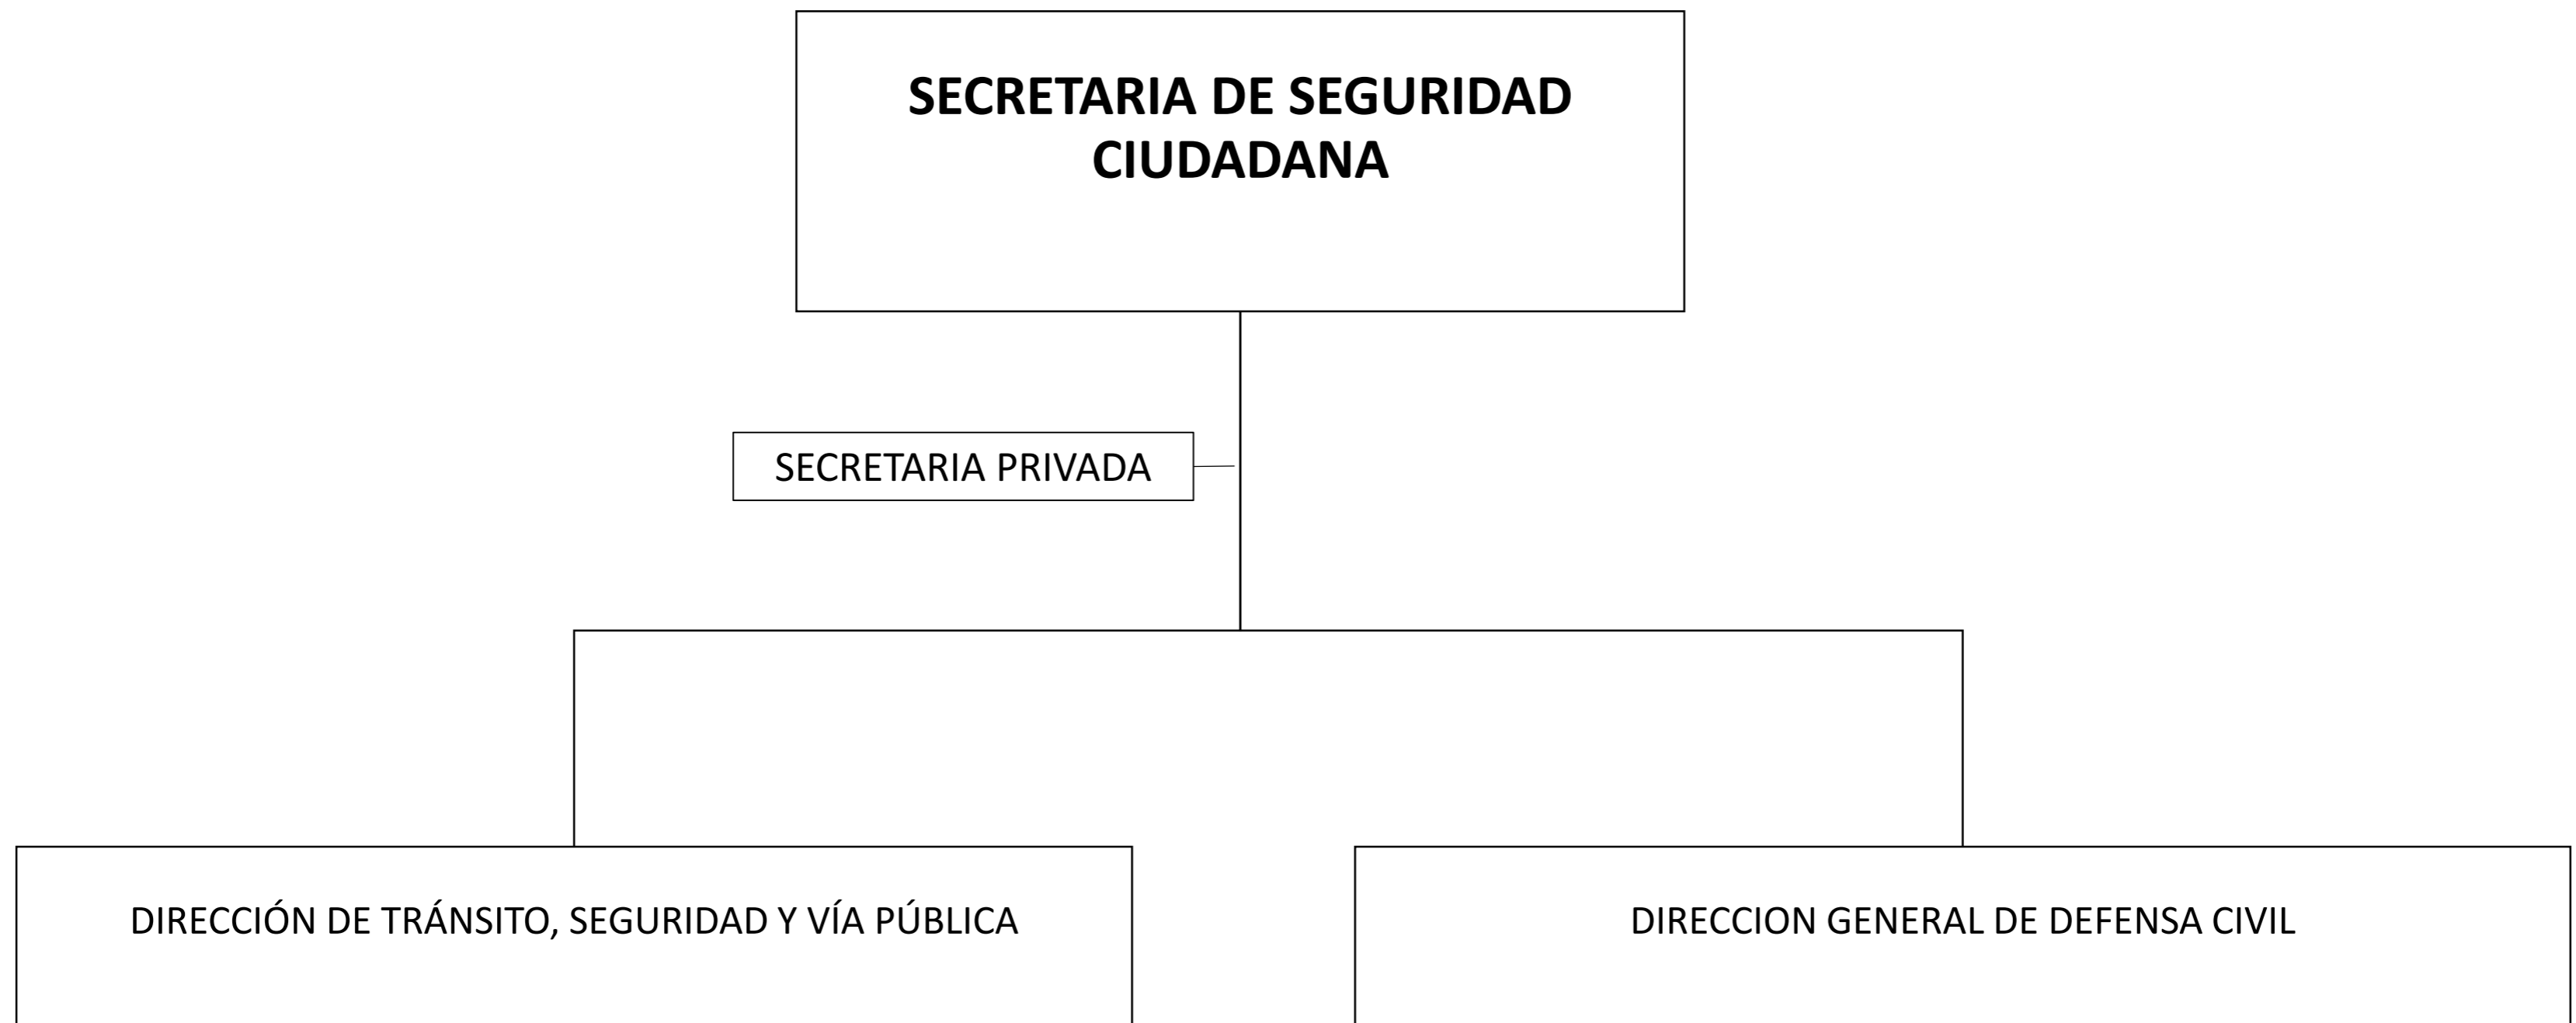 SECRETARIA DE SEGURIDAD
CIUDADANA
SECRETARIA PRIVADA
DIRECCIÓN DE TRÁNSITO, SEGURIDAD Y VÍA PÚBLICA
DIRECCION GENERAL DE DEFENSA CIVIL